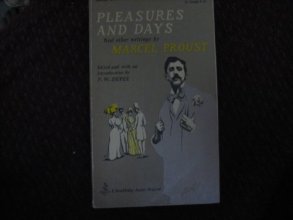 PLEASURES
AND DAYS
And other writings by
MARCEL PROUST
Edited and with an
Introduction by
F. W. DUPEE